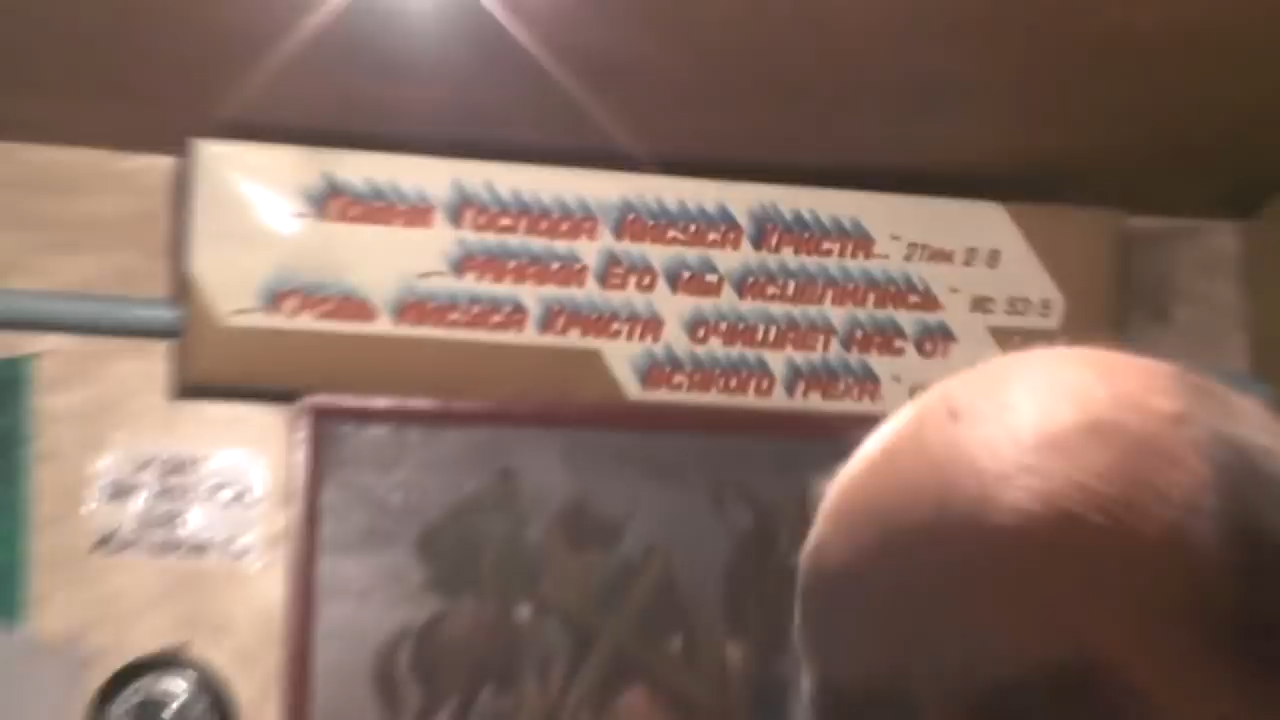 „Помни Господа Иисуса Христа..." 2Тим. 2:8
„Ранами Его мы исцелились." Ис. 53:5
„Кровь Иисуса Христа очищает нас от
всякого греха."